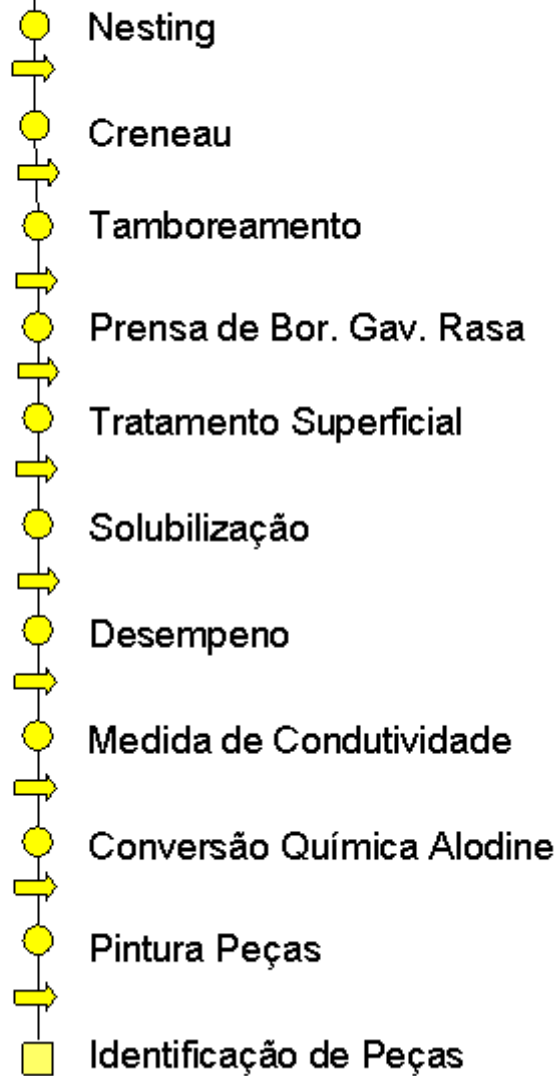 Nesting
Creneau
Tamboreamento
Prensa de Bor. Gav. Rasa
Tratamento Superficial
Solubilização
Desempeno
Medida de Condutividade
Conversão Química Alodine
Pintura Peças
Identificação de Peças